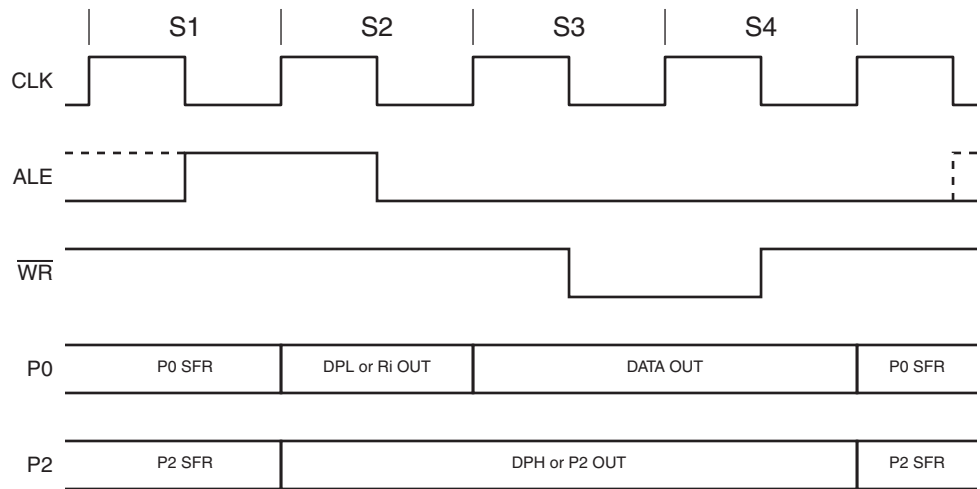 S1 S2 S3 S4
CLK
ALE
WR
P0 P0 SFR DPL or Ri OUT DATA OUT P0 SFR
P2 P2 SFR DPH or P2 OUT P2 SFR